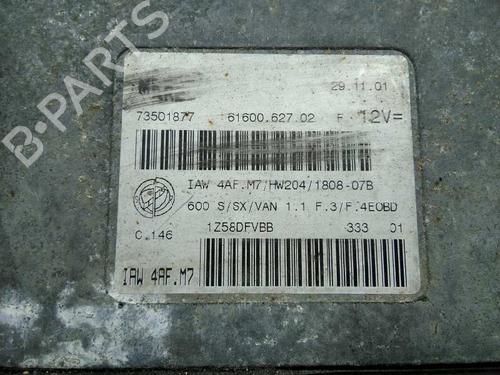 29.11.01
73501877 61600.627.02 F 12V=
IAW 4AF.M7/HW204/1808-07B
600 S/SX/VAN 1.1 F.3/F.4EOBD
C.146 1Z58DFVBB 333 01
IAW 4AF.M7
B-PARTS